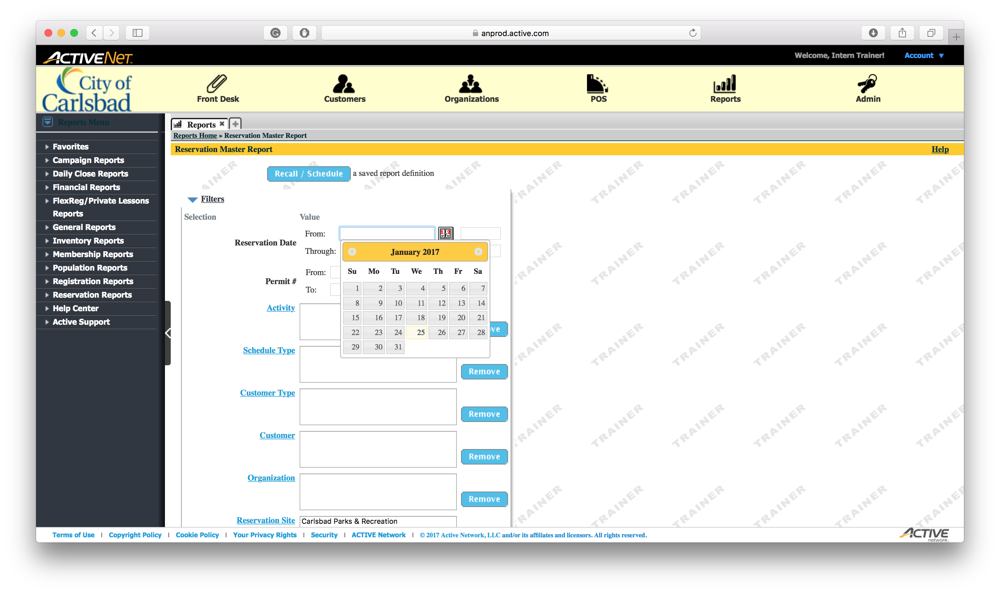 anprod.active.com
ACTIVENet
Welcome, Intern Trainer!
Account
City of
Carlsbad
Front Desk
Customers
Organizations
POS
Reports
Admin
Reports Menu
Reports
Reports Home » Reservation Master Report
Reservation Master Report
Help
Favorites
Campaign Reports
Daily Close Reports
Financial Reports
FlexReg/Private Lessons
Reports
General Reports
Inventory Reports
Membership Reports
Population Reports
Registration Reports
Reservation Reports
Help Center
Active Support
Recall / Schedule a saved report definition
Filters
Selection Value
Reservation Date
From:
Through:
Permit #
From:
To:
January 2017
Su Mo Tu We Th Fr Sa
1 2 3 4 5 6 7
8 9 10 11 12 13 14
15 16 17 18 19 20 21
22 23 24 25 26 27 28
29 30 31
Activity
Schedule Type
Remove
Customer Type
Remove
Customer
Remove
Organization
Remove
Reservation Site Carlsbad Parks & Recreation
TRAINER
Terms of Use | Copyright Policy | Cookie Policy | Your Privacy Rights | Security | ACTIVE Network | © 2017 Active Network, LLC and/or its affiliates and licensors. All rights reserved.
ACTIVE
network.